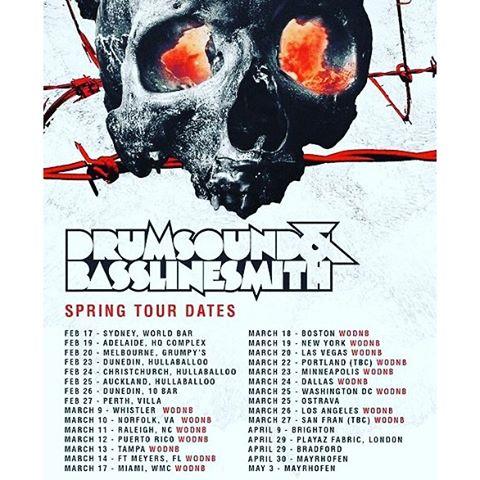 DRUMSOUND&
BASSLINESMITH
SPRING TOUR DATES
FEB 17 - SYDNEY, WORLD BAR
FEB 19 - ADELAIDE, HQ COMPLEX
FEB 20 - MELBOURNE, GRUMPY'S
FEB 23 - DUNEDIN, HULLABALLOO
FEB 24 - CHRISTCHURCH, HULLABALLOO
FEB 25 - AUCKLAND, HULLABALLOO
FEB 26 - DUNEDIN, 10 BAR
FEB 27 - PERTH, VILLA
MARCH 9 - WHISTLER WODNB
MARCH 10 - NORFOLK, VA WODNB
MARCH 11 - RALEIGH, NC WODNB
MARCH 12 - PUERTO RICO WODNB
MARCH 13 - TAMPA WODNB
MARCH 14 - FT MEYERS, FL WODNB
MARCH 17 - MIAMI, WMC WODNB
MARCH 18 - BOSTON WODNB
MARCH 19 - NEW YORK WODNB
MARCH 20 - LAS VEGAS WODNB
MARCH 22 - PORTLAND (TBC) WODNB
MARCH 23 - MINNEAPOLIS WODNB
MARCH 24 - DALLAS WODNB
MARCH 25 - WASHINGTON DC WODNB
MARCH 25 - OSTRAVA
MARCH 26 - LOS ANGELES WODNB
MARCH 27 - SAN FRAN (TBC) WODNB
APRIL 9 - BRIGHTON
APRIL 29 - PLAYAZ FABRIC, LONDON
APRIL 29 - BRADFORD
APRIL 30 - MAYRHOFEN
MAY 3 - MAYRHOFEN